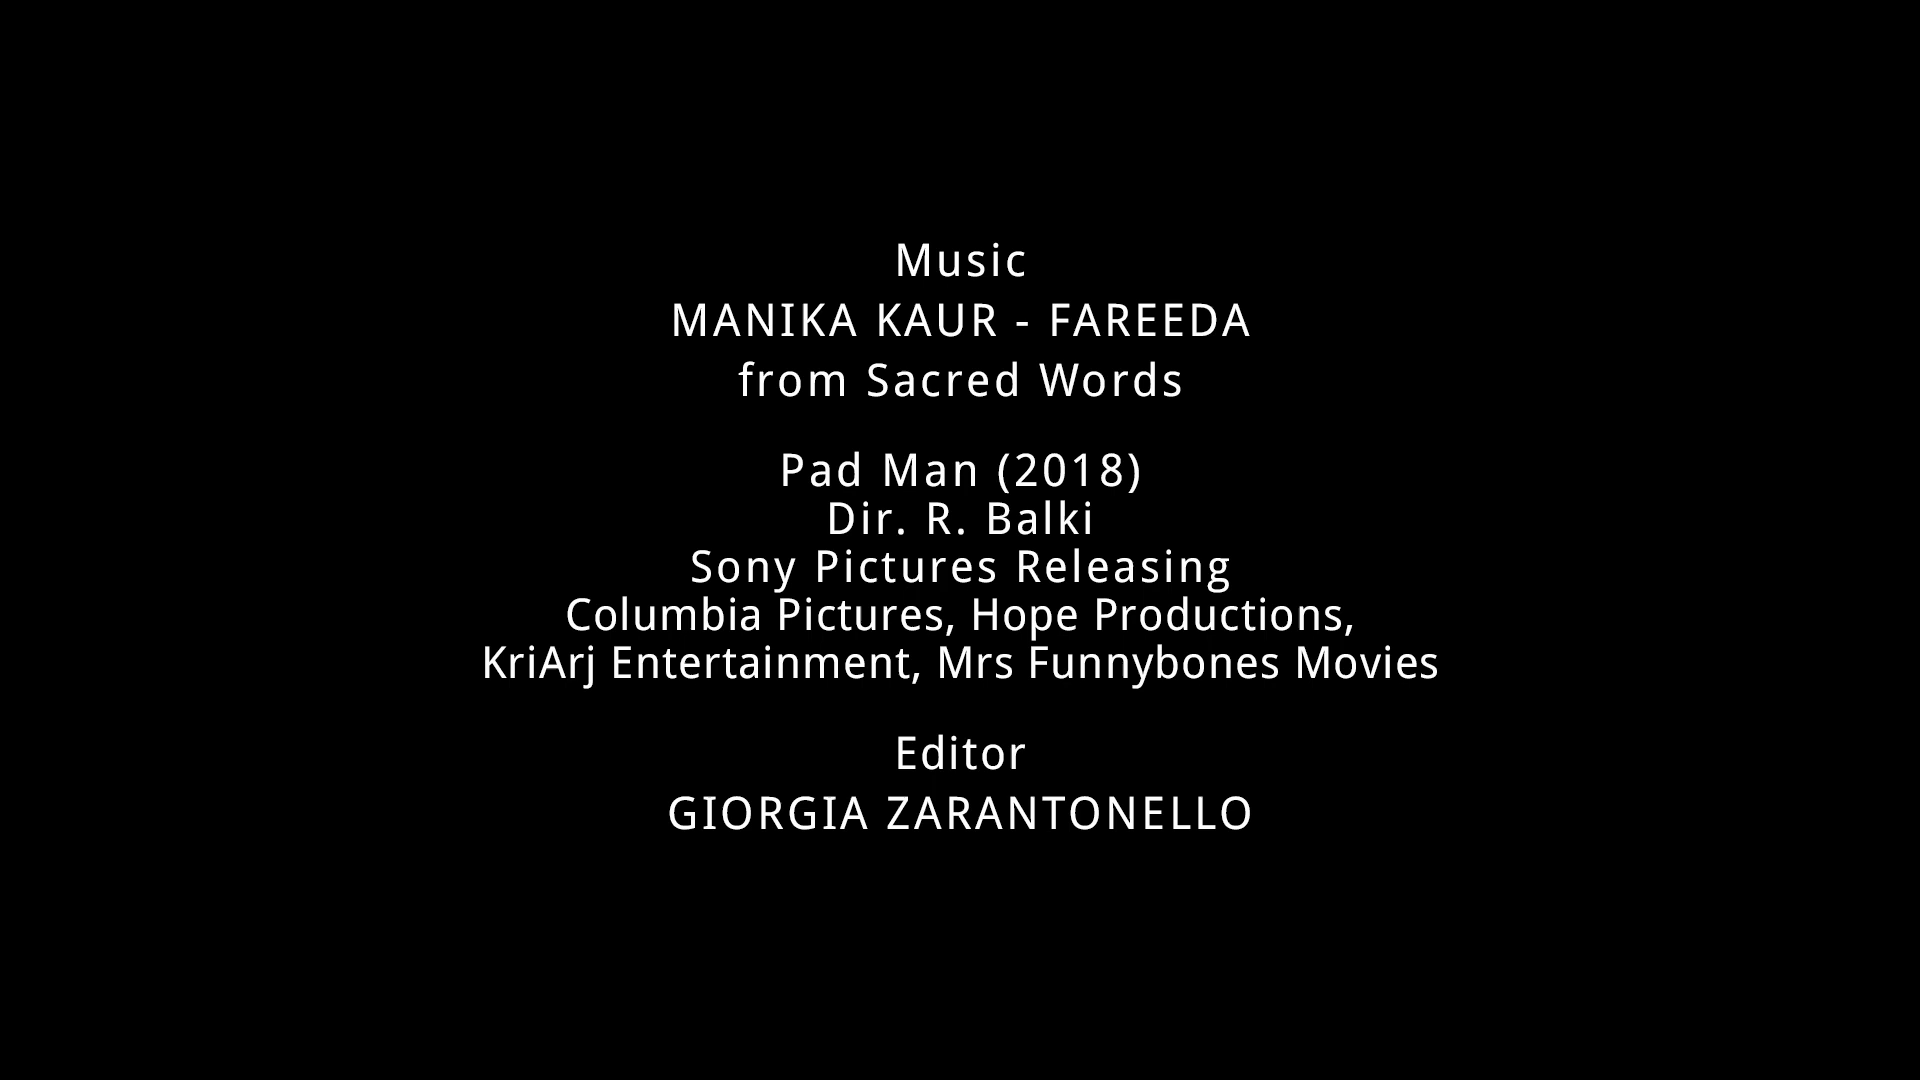 Music
MANIKA KAUR - FAREEDA
from Sacred Words
Pad Man (2018)
Dir. R. Balki
Sony Pictures Releasing
Columbia Pictures, Hope Productions,
KriArj Entertainment, Mrs Funnybones Movies
Editor
GIORGIA ZARANTONELLO